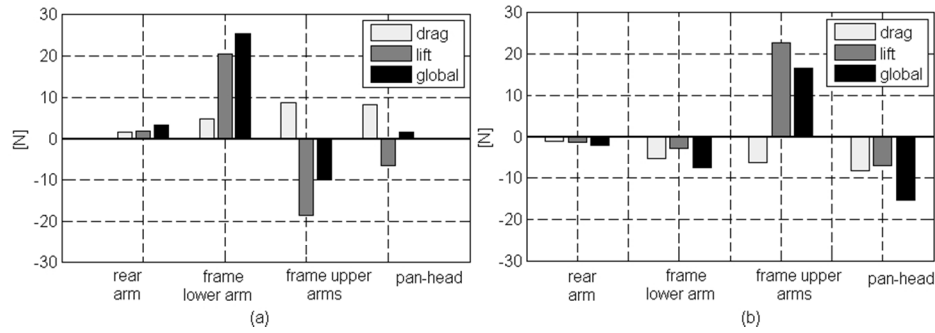 30
20
10
0
-10
-20
-30
[N]
drag
lift
global
rear
arm
frame
lower arm
frame upper
arms
pan-head
(a)
30
20
10
0
-10
-20
-30
[N]
drag
lift
global
rear
arm
frame
lower arm
frame upper
arms
pan-head
(b)